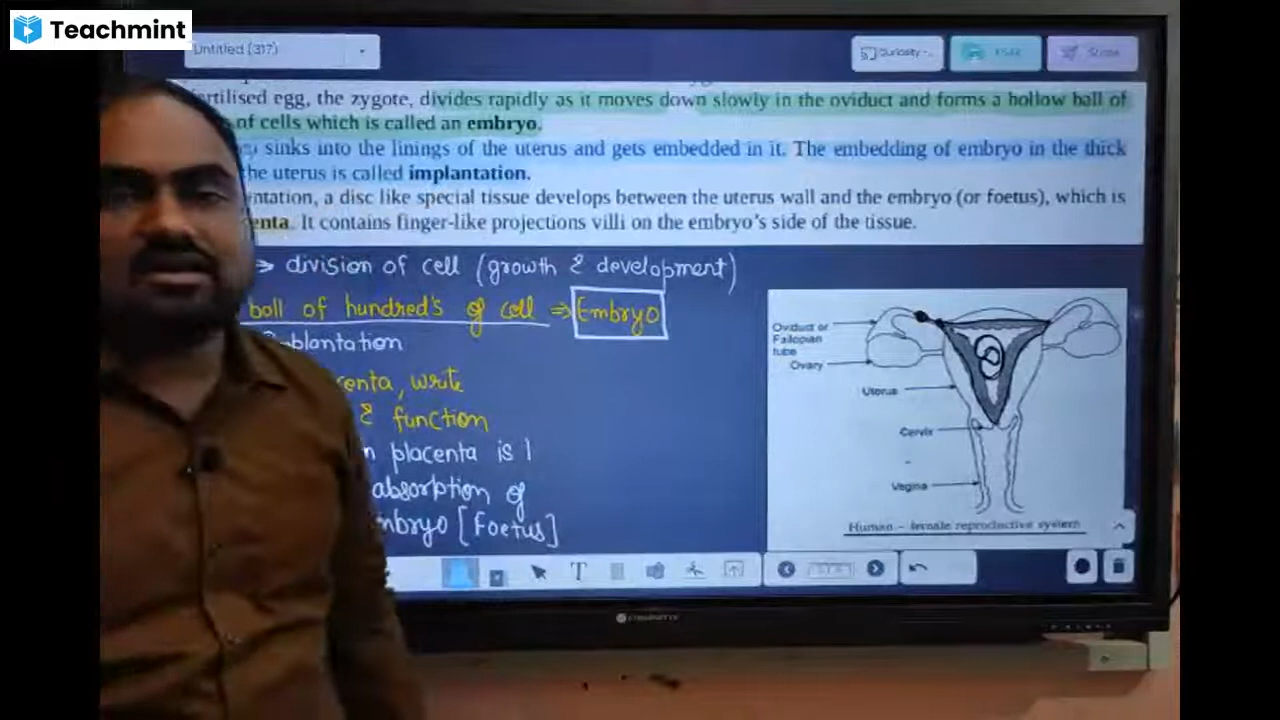 Teachmint
Untitled (317)
fertilised egg, the zygote, divides rapidly as it moves down slowly in the oviduct and forms a hollow ball of
of cells which is called an embryo.
sinks into the linings of the uterus and gets embedded in it. The embedding of embryo in the thick
the uterus is called implantation.
ntation, a disc like special tissue develops between the uterus wall and the embryo (or foetus), which is
enta. It contains finger-like projections villi on the embryo's side of the tissue.
⇒ division of cell (growth & development)
ball of hundred's of cell ⇒ Embryo
plantation
centa, write
& function
n placenta is 1
absorption of
mbryo [Foetus]
Oviduct or
Fallopian
tube
Ovary
Uterus
Cervix
Vagina
Human - female reproductive system
T